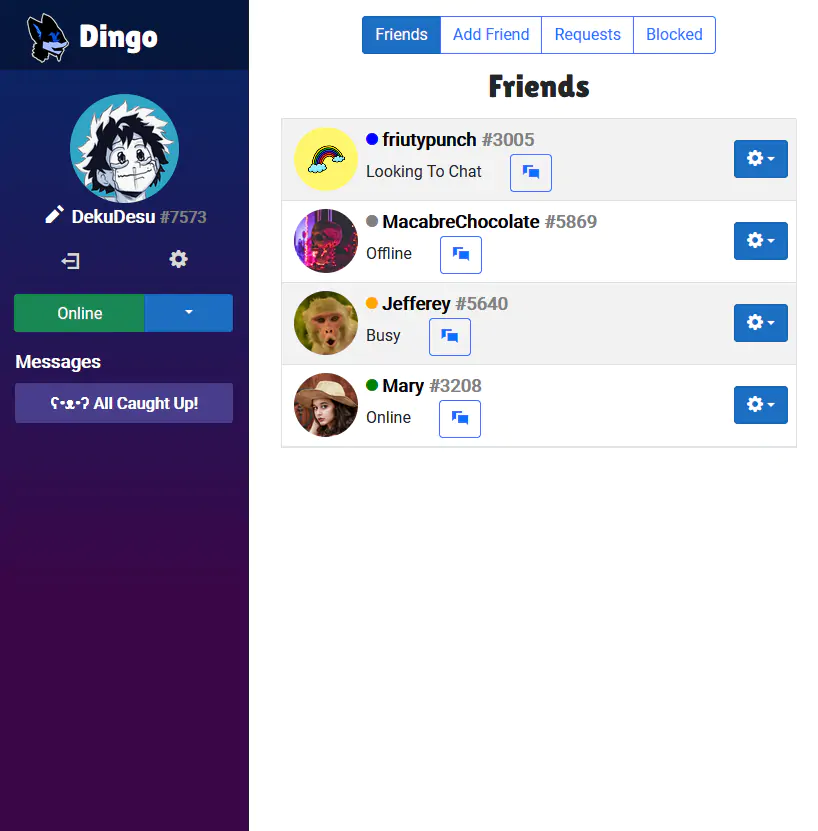 Dingo
DekuDesu #7573
Online
Messages
ʕ•ᴥ•ʔ All Caught Up!
Friends
Add Friend
Requests
Blocked
Friends
friutypunch #3005
Looking To Chat
MacabreChocolate #5869
Offline
Jefferey #5640
Busy
Mary #3208
Online